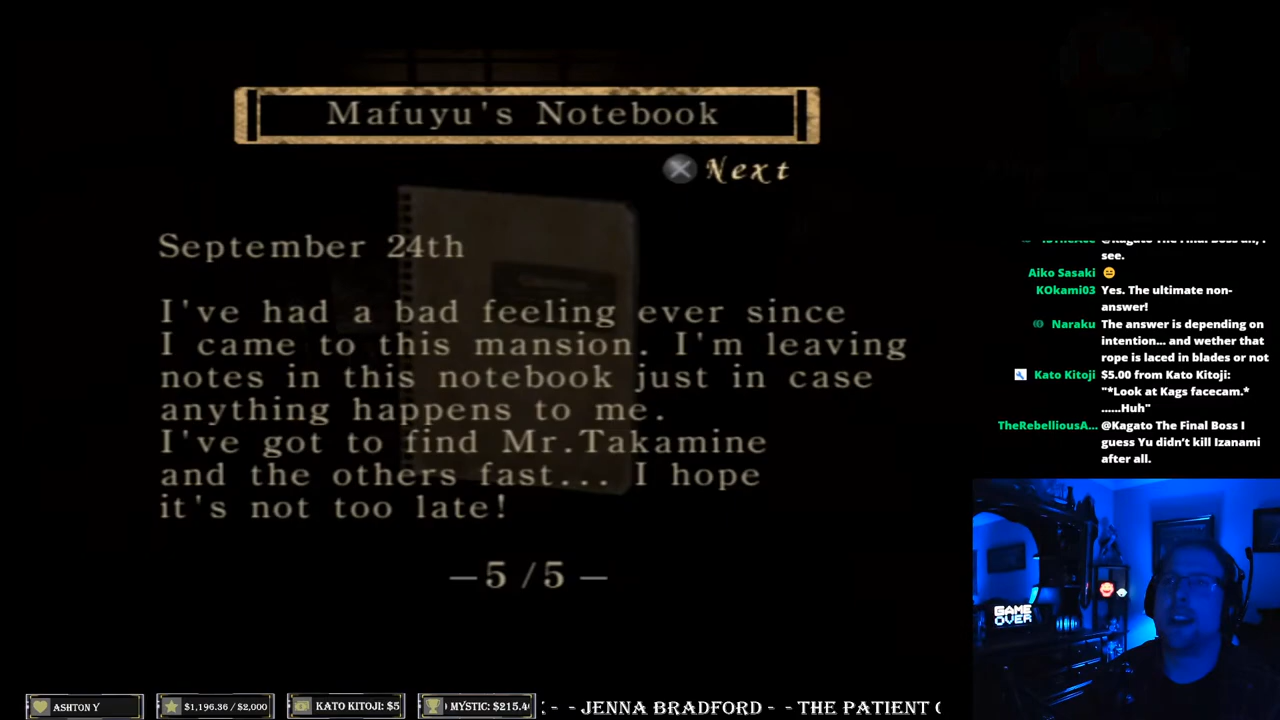 Mafuyu's Notebook
Next
September 24th
I've had a bad feeling ever since
I came to this mansion. I'm leaving
notes in this notebook just in case
anything happens to me.
I've got to find Mr.Takamine
and the others fast... I hope
it's not too late!
—5/5—
@Kagato The Final Boss ah, I
see.
Aiko Sasaki 😑
KOkami03 Yes. The ultimate non-
answer!
Naraku The answer is depending on
intention... and wether that
rope is laced in blades or not
Kato Kitoji $5.00 from Kato Kitoji:
"*Look at Kags facecam.*
......Huh"
TheRebelliousA... @Kagato The Final Boss I
guess Yu didn't kill Izanami
after all.
GAME
OVER
ASHTON Y
$1,196.36 / $2,000
KATO KITOJI: $5
MYSTIC: $215.4
- - JENNA BRADFORD - - THE PATIENT